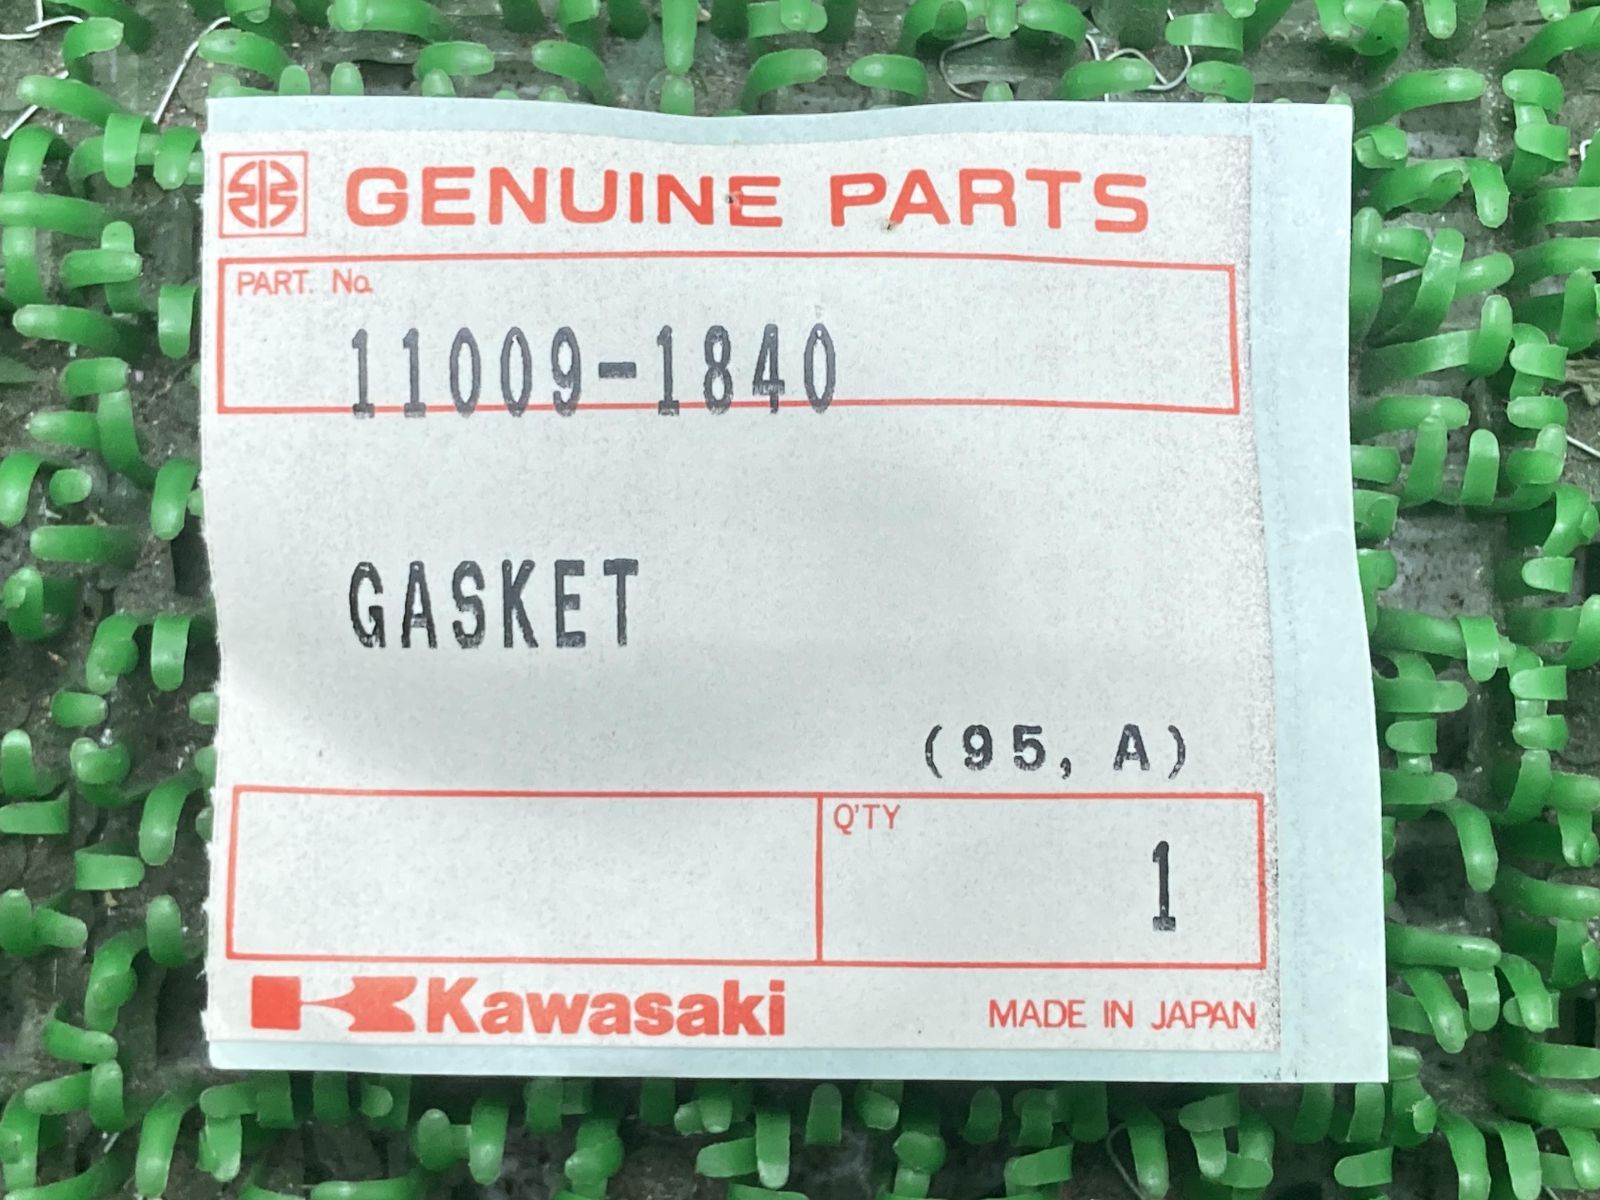 GENUINE PARTS
PART. No.
11009-1840
GASKET
(95, A)
Q'TY
1
Kawasaki
MADE IN JAPAN